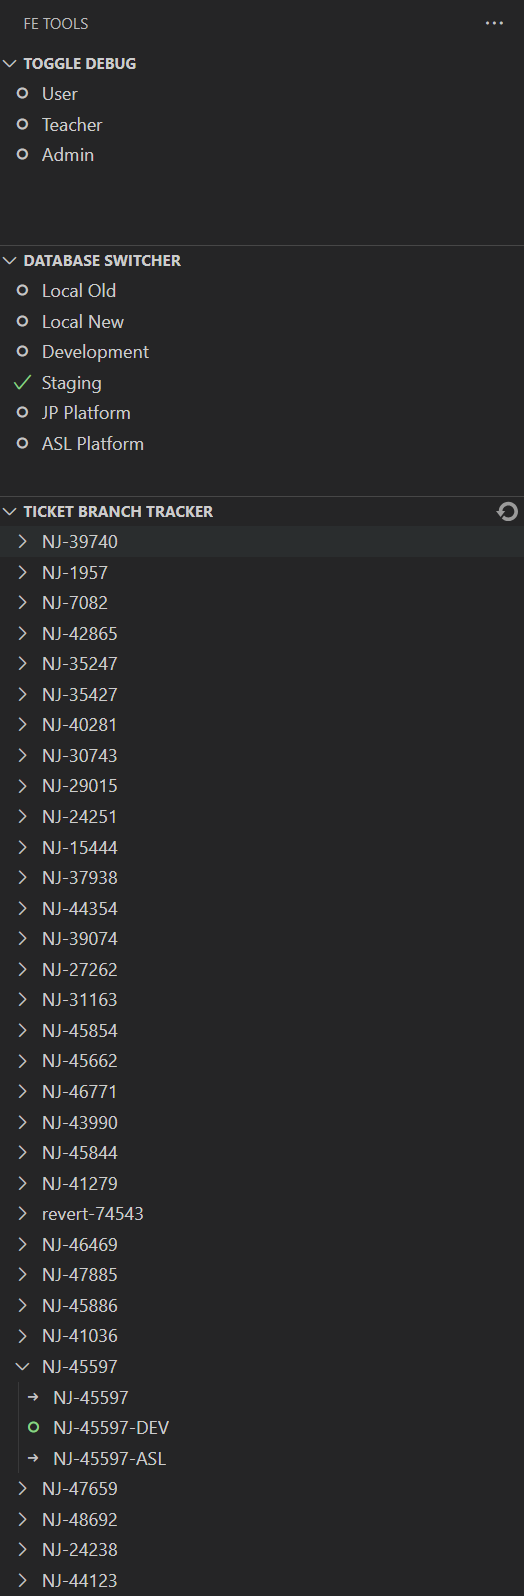 FE TOOLS
TOGGLE DEBUG
User
Teacher
Admin
DATABASE SWITCHER
Local Old
Local New
Development
Staging
JP Platform
ASL Platform
TICKET BRANCH TRACKER
NJ-39740
NJ-1957
NJ-7082
NJ-42865
NJ-35247
NJ-35427
NJ-40281
NJ-30743
NJ-29015
NJ-24251
NJ-15444
NJ-37938
NJ-44354
NJ-39074
NJ-27262
NJ-31163
NJ-45854
NJ-45662
NJ-46771
NJ-43990
NJ-45844
NJ-41279
revert-74543
NJ-46469
NJ-47885
NJ-45886
NJ-41036
NJ-45597
NJ-45597
NJ-45597-DEV
NJ-45597-ASL
NJ-47659
NJ-48692
NJ-24238
NJ-44123